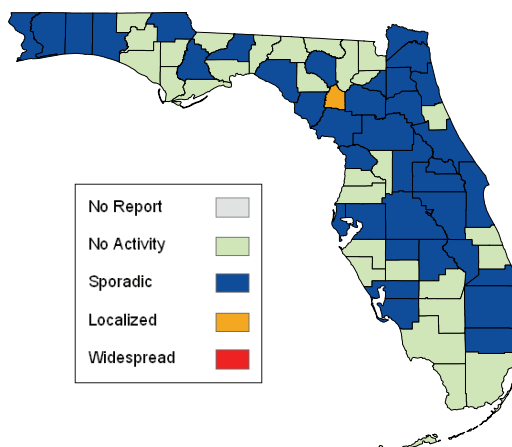 No Report
No Activity
Sporadic
Localized
Widespread